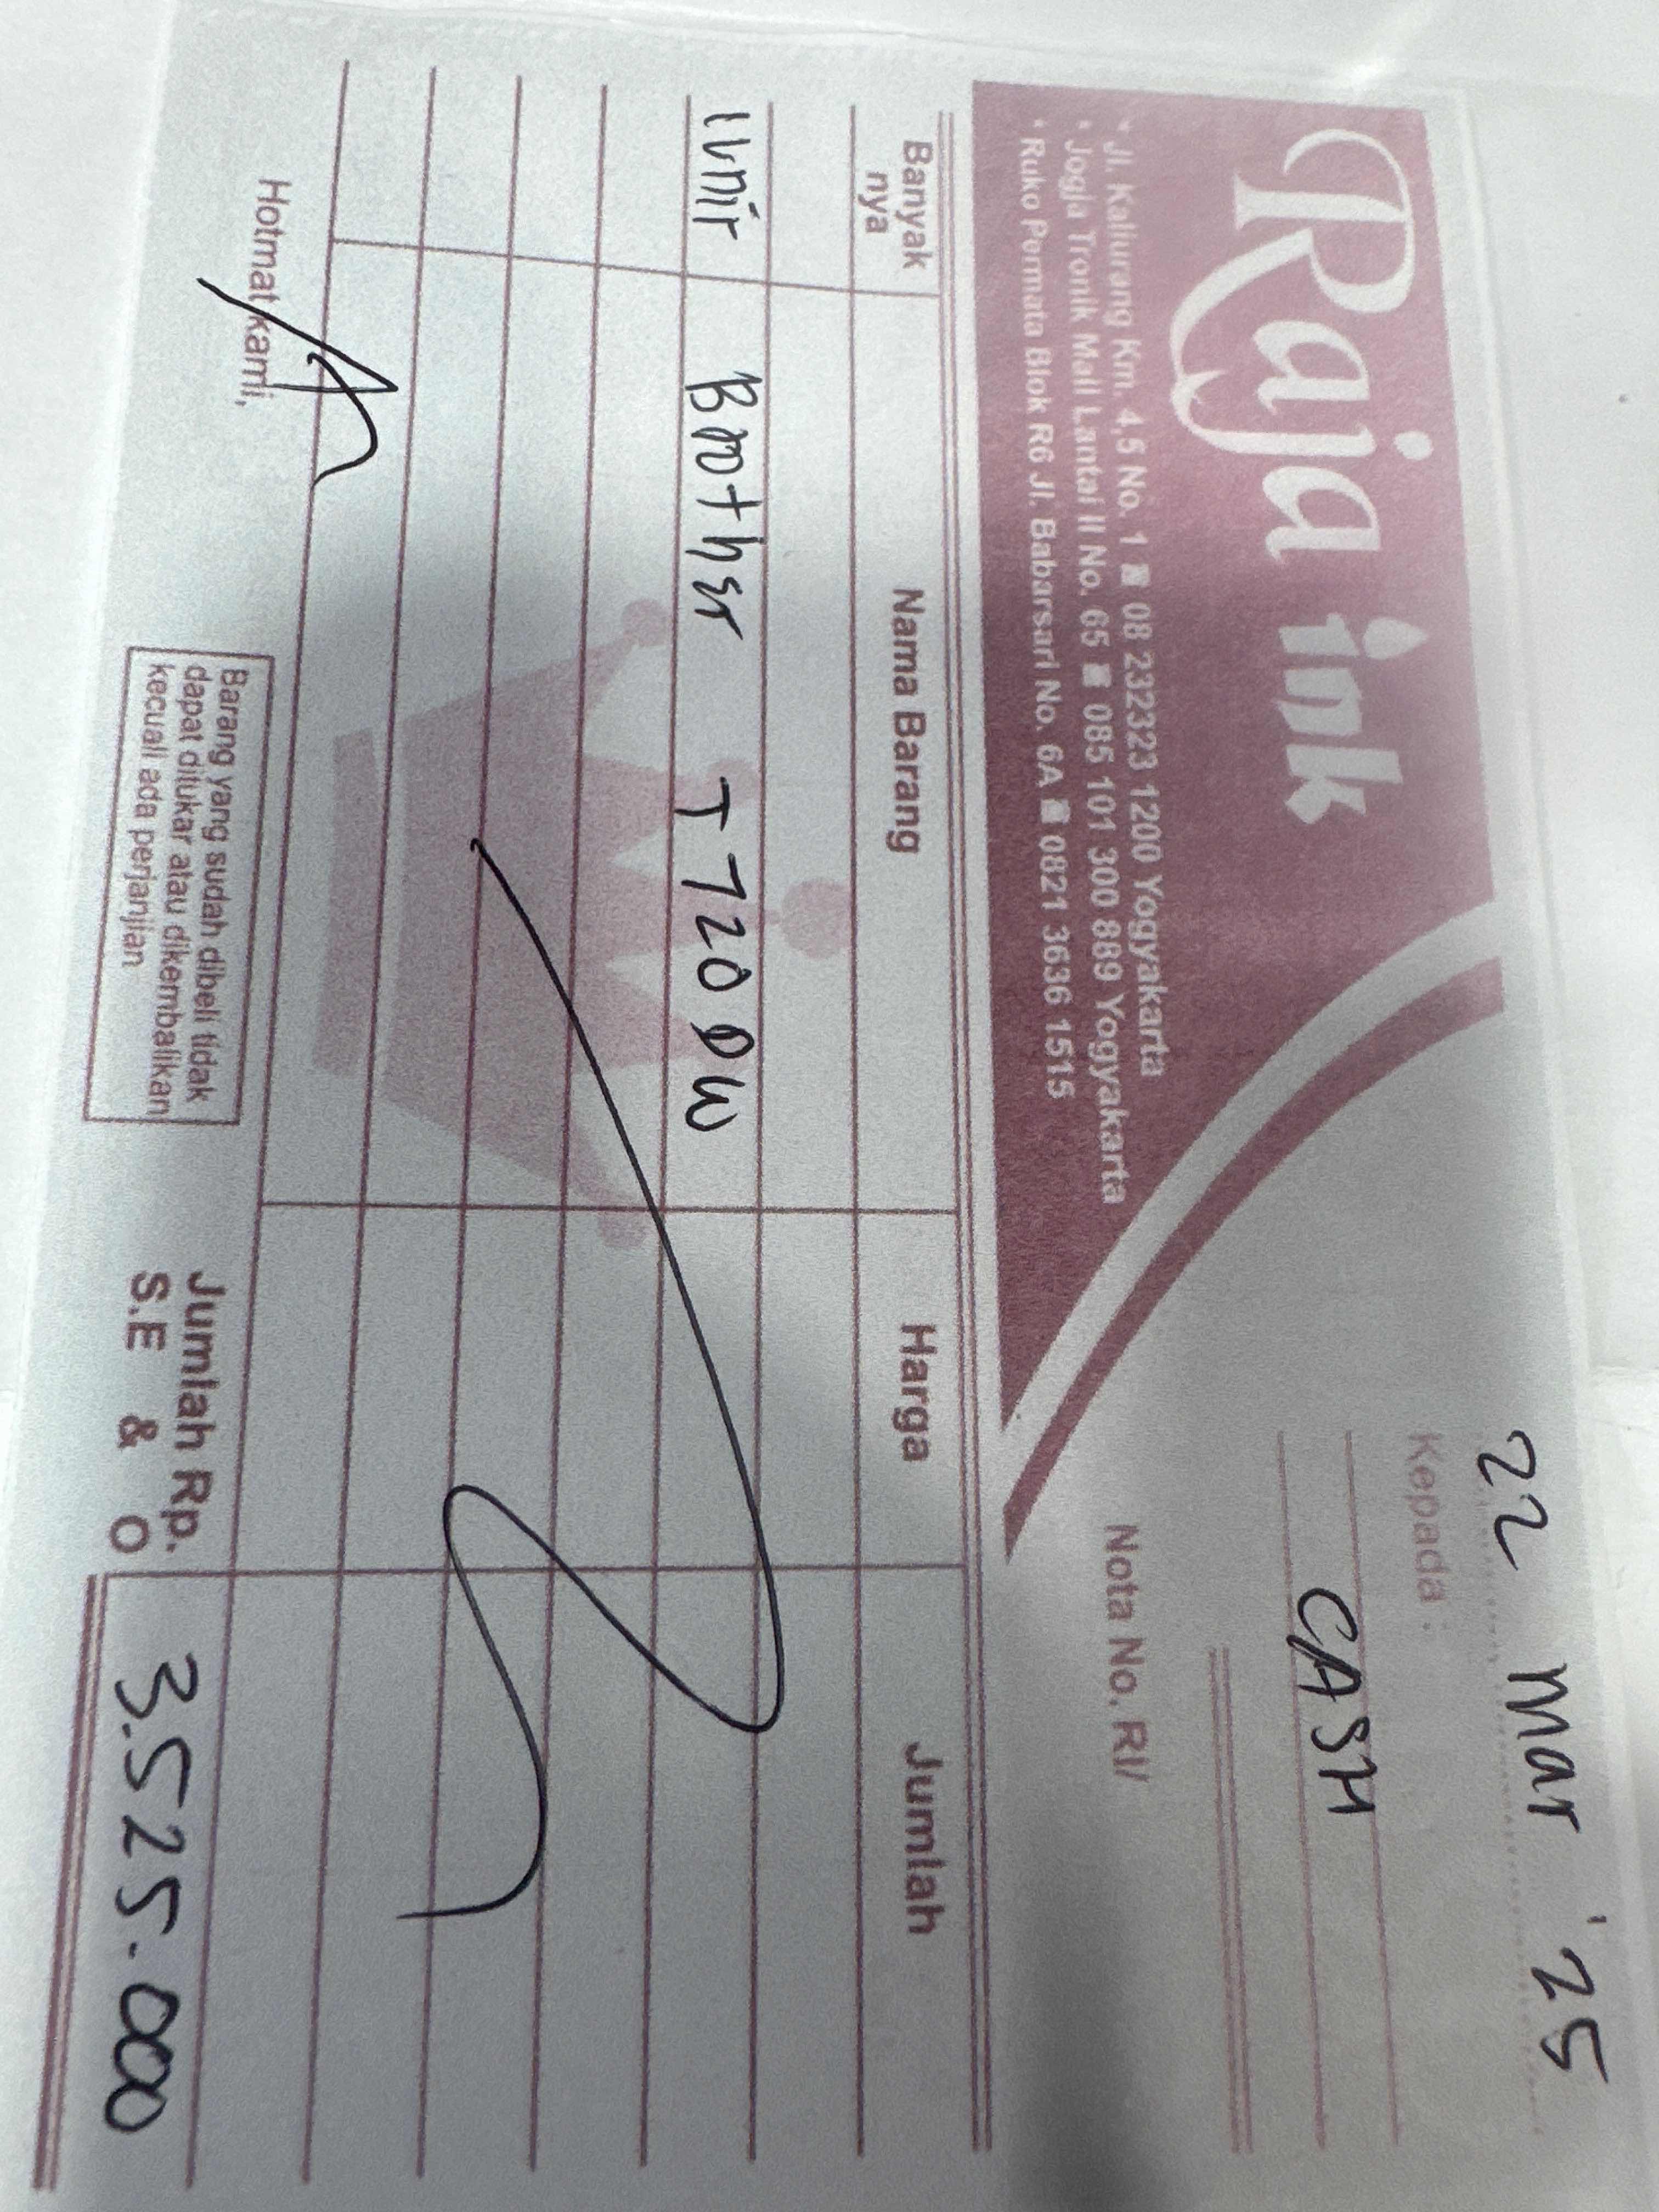 Raja ink
• Jl. Kaliurang Km. 4,5 No. 1 08 232323 1200 Yogyakarta
• Jogja Tronik Mall Lantai II No. 65 085 101 300 889 Yogyakarta
• Ruko Permata Blok R6 Jl. Babarsari No. 6A 0821 3636 1515
22 Mar '25
Kepada :
CASH
Nota No. RI/
Banyak nya Nama Barang Harga Jumlah
1 Unit Brother T720DW
Hotmat kami,
Barang yang sudah dibeli tidak
dapat ditukar atau dikembalikan
kecuali ada perjanjian
Jumlah Rp. 3.525.000
S.E & O